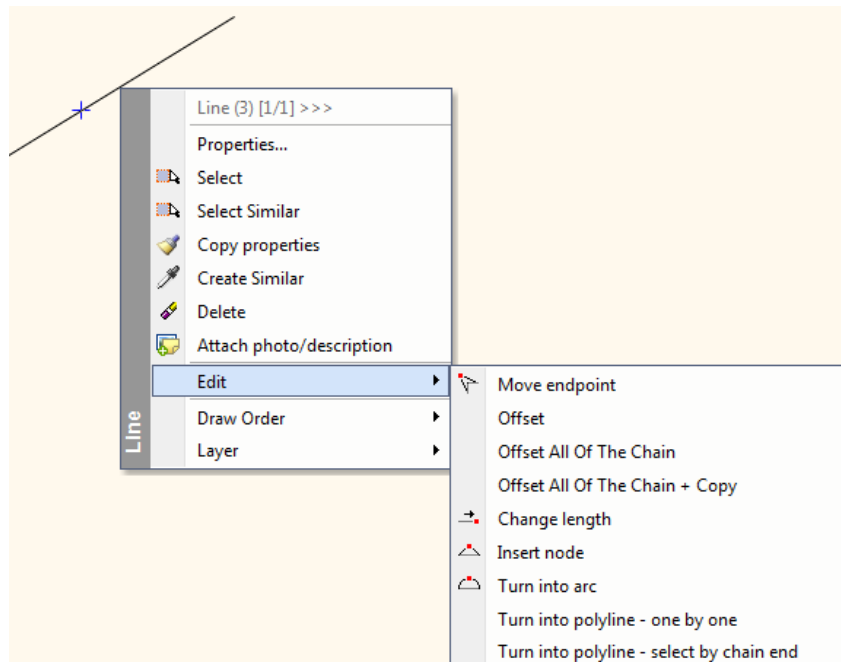 Line (3) [1/1] >>>
Properties...
Select
Select Similar
Copy properties
Create Similar
Delete
Attach photo/description
Edit
Draw Order
Layer
Line
Move endpoint
Offset
Offset All Of The Chain
Offset All Of The Chain + Copy
Change length
Insert node
Turn into arc
Turn into polyline - one by one
Turn into polyline - select by chain end